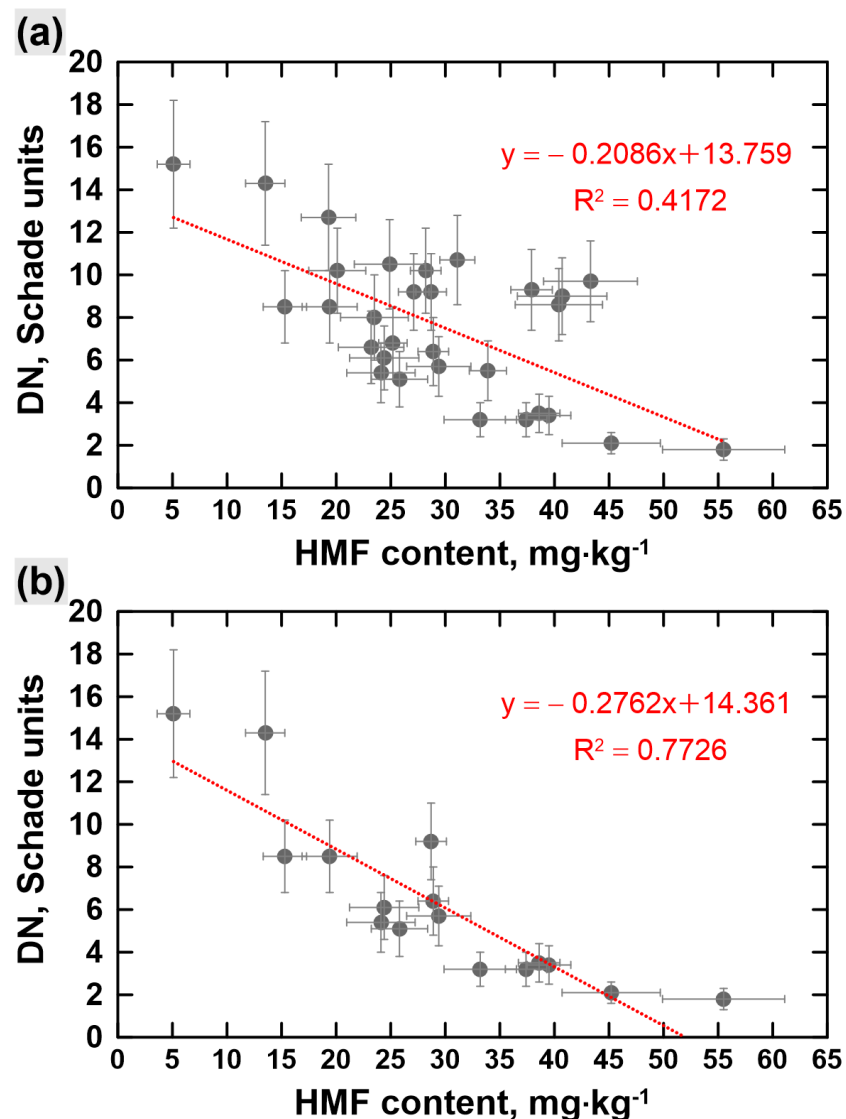 (a)
20
18
16
14
12
10
8
6
4
2
0
DN, Schade units
y = − 0.2086x+13.759
R² = 0.4172
0 5 10 15 20 25 30 35 40 45 50 55 60 65
HMF content, mg·kg⁻¹
(b)
20
18
16
14
12
10
8
6
4
2
0
DN, Schade units
y = − 0.2762x+14.361
R² = 0.7726
0 5 10 15 20 25 30 35 40 45 50 55 60 65
HMF content, mg·kg⁻¹